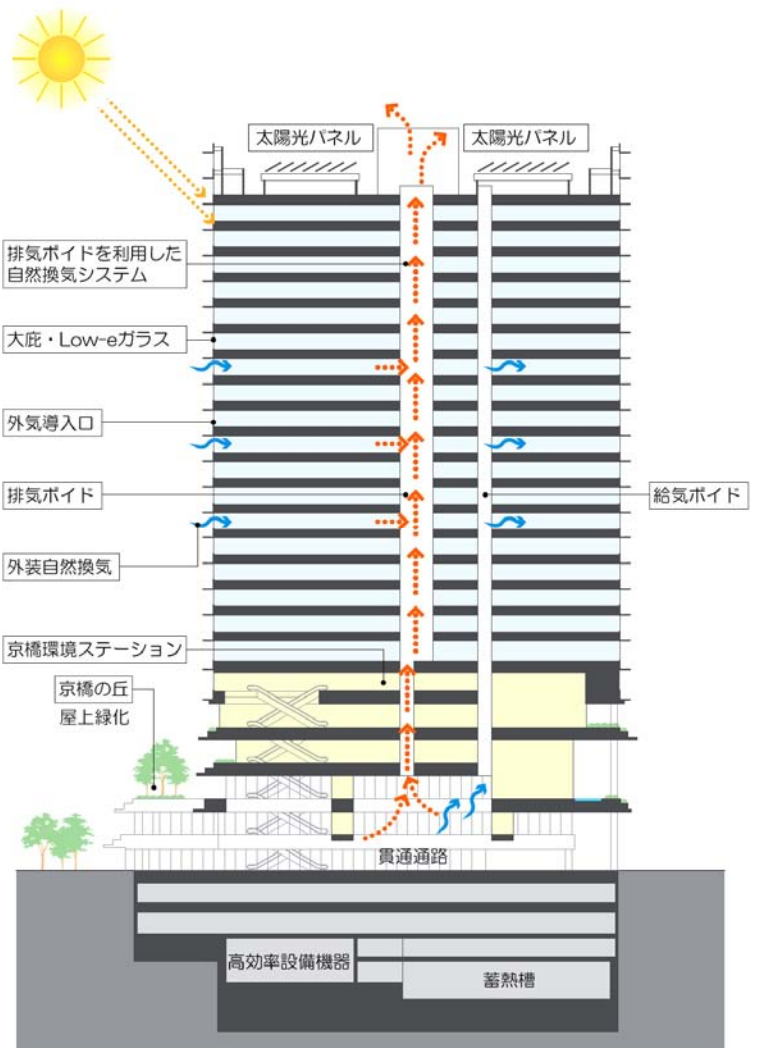 太陽光パネル
太陽光パネル
排気ボイドを利用した
自然換気システム
大庇・Low-eガラス
外気導入口
排気ボイド
給気ボイド
外装自然換気
京橋環境ステーション
京橋の丘
屋上緑化
貫通通路
高効率設備機器
蓄熱槽